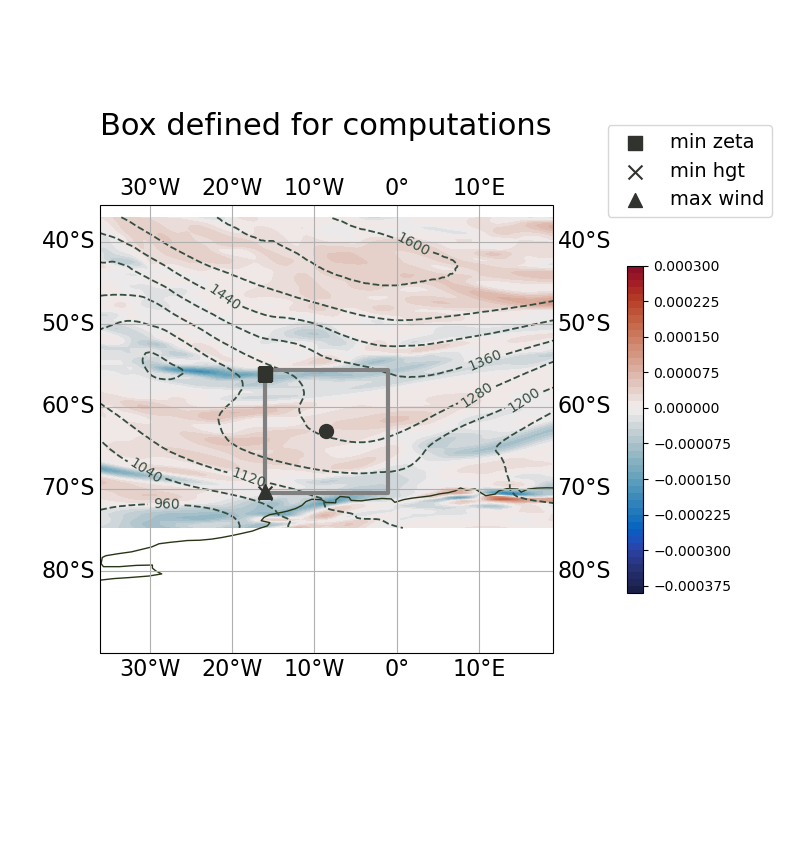 Box defined for computations
min zeta
min hgt
max wind
30°W 20°W 10°W 0° 10°E
40°S 40°S
50°S 50°S
60°S 60°S
70°S 70°S
80°S 80°S
30°W 20°W 10°W 0° 10°E
1600
1440
1360
1280
1200
1040
1120
960
0.000300
0.000225
0.000150
0.000075
0.000000
−0.000075
−0.000150
−0.000225
−0.000300
−0.000375